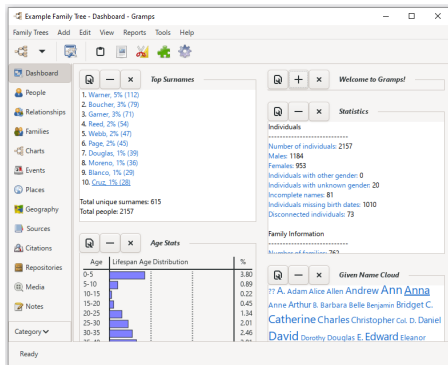 Example Family Tree - Dashboard - Gramps
Family Trees Add Edit View Reports Tools Help
Dashboard
People
Relationships
Families
Charts
Events
Places
Geography
Sources
Citations
Repositories
Media
Notes
Category
Ready
Top Surnames
1. Warner, 5% (112)
2. Boucher, 3% (79)
3. Garner, 3% (71)
4. Reed, 2% (54)
5. Webb, 2% (47)
6. Page, 2% (45)
7. Douglas, 1% (39)
8. Moreno, 1% (36)
9. Blanco, 1% (29)
10. Cruz, 1% (28)
Total unique surnames: 615
Total people: 2157
Age Stats
Age Lifespan Age Distribution %
0-5 3.80
5-10 0.89
10-15 0.22
15-20 0.45
20-25 1.34
25-30 2.01
30-35 2.46
Welcome to Gramps!
Statistics
Individuals
----------------------------
Number of individuals: 2157
Males: 1184
Females: 953
Individuals with other gender: 0
Individuals with unknown gender 20
Incomplete names: 81
Individuals missing birth dates: 1010
Disconnected individuals: 73
Family Information
----------------------------
Number of families: 762
Given Name Cloud
?? A. Adam Alice Allen Andrew Ann Anna
Anne Arthur B. Barbara Belle Benjamin Bridget C.
Catherine Charles Christopher Col. D. Daniel
David Dorothy Douglas E. Edward Eleanor